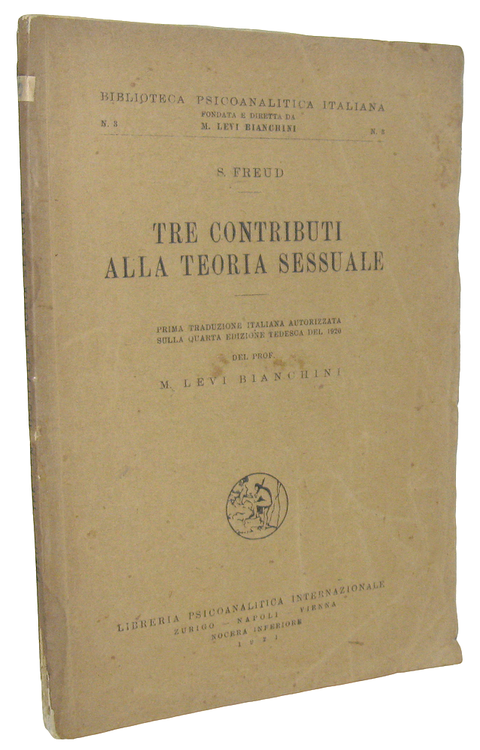 BIBLIOTECA PSICOANALITICA ITALIANA
FONDATA E DIRETTA DA
N. 3 M. LEVI BIANCHINI N. 3
S. FREUD
TRE CONTRIBUTI
ALLA TEORIA SESSUALE
PRIMA TRADUZIONE ITALIANA AUTORIZZATA
SULLA QUARTA EDIZIONE TEDESCA DEL 1920
DEL PROF.
M. LEVI BIANCHINI
LIBRERIA PSICOANALITICA INTERNAZIONALE
ZURIGO - NAPOLI - VIENNA
NOCERA INFERIORE
1921